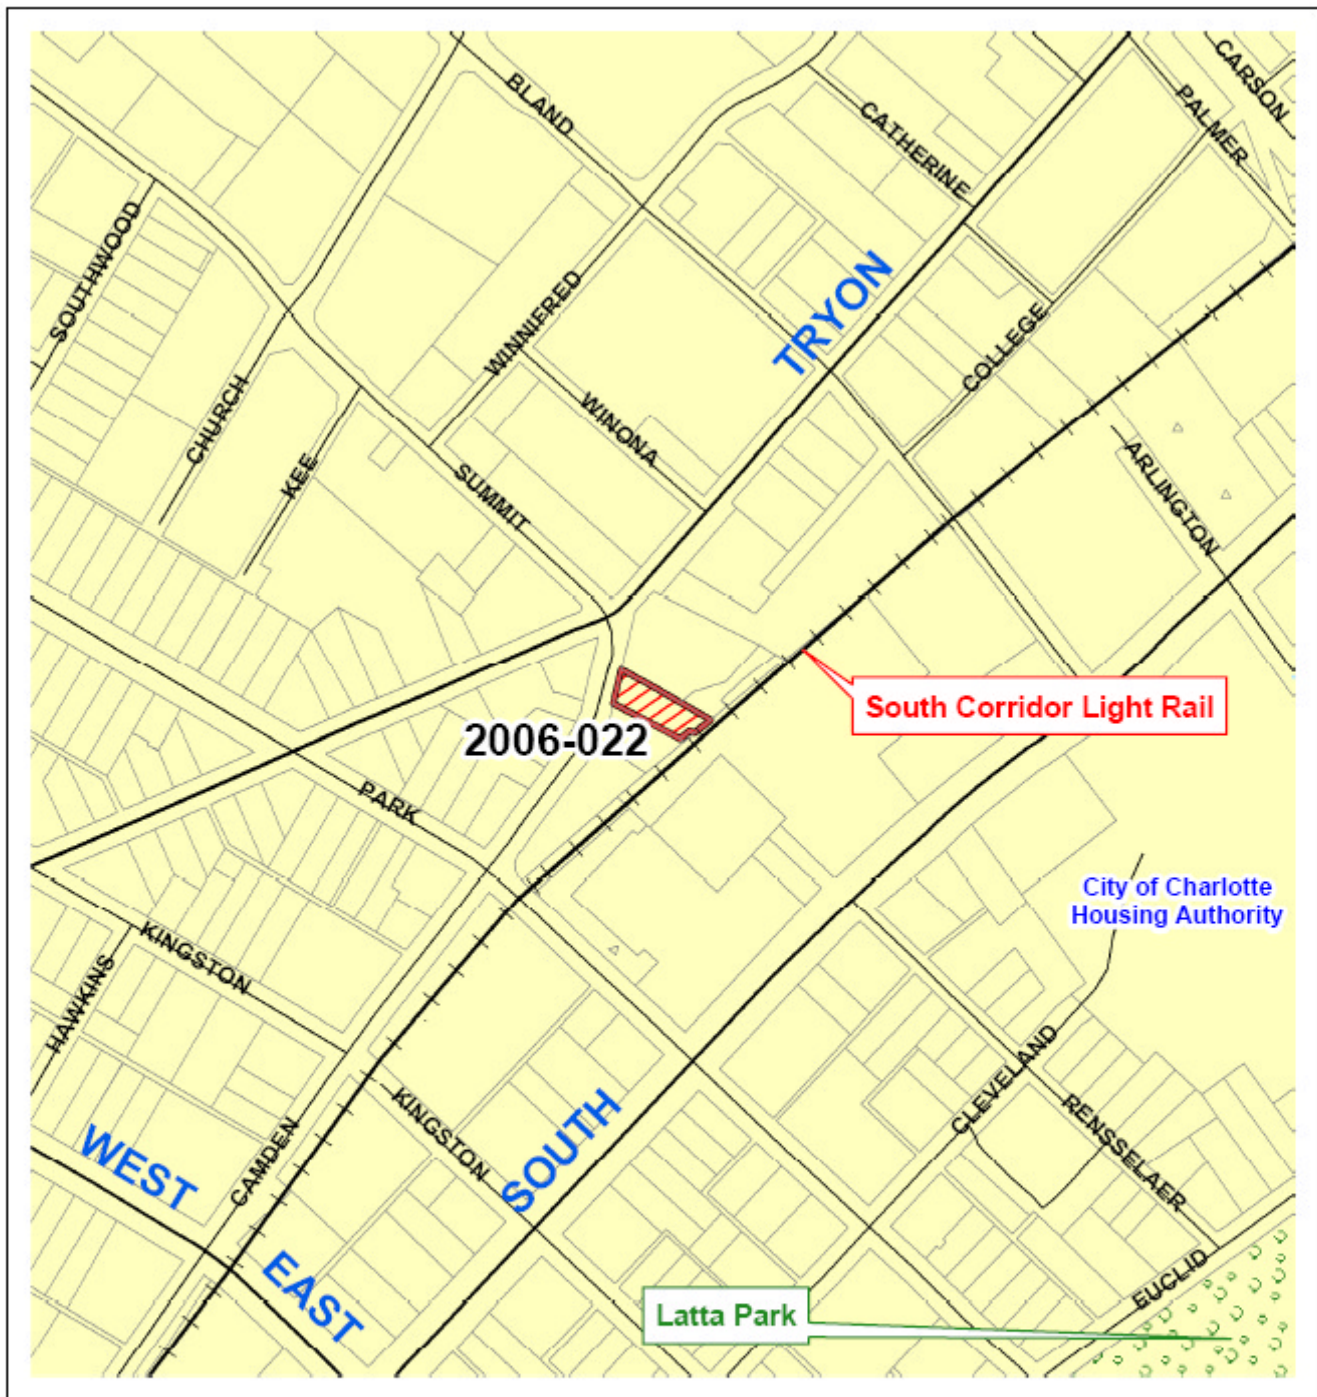 CARSON
BLAND
PALMER
CATHERINE
SOUTHWOOD
TRYON
WINNIFRED
COLLEGE
CHURCH
WINONA
KEE
SUMMIT
ARLINGTON
South Corridor Light Rail
2006-022
PARK
City of Charlotte
Housing Authority
KINGSTON
HAWKINS
CLEVELAND
KINGSTON
SOUTH
RENSSELAER
WEST
CAMDEN
EAST
EUCLID
Latta Park